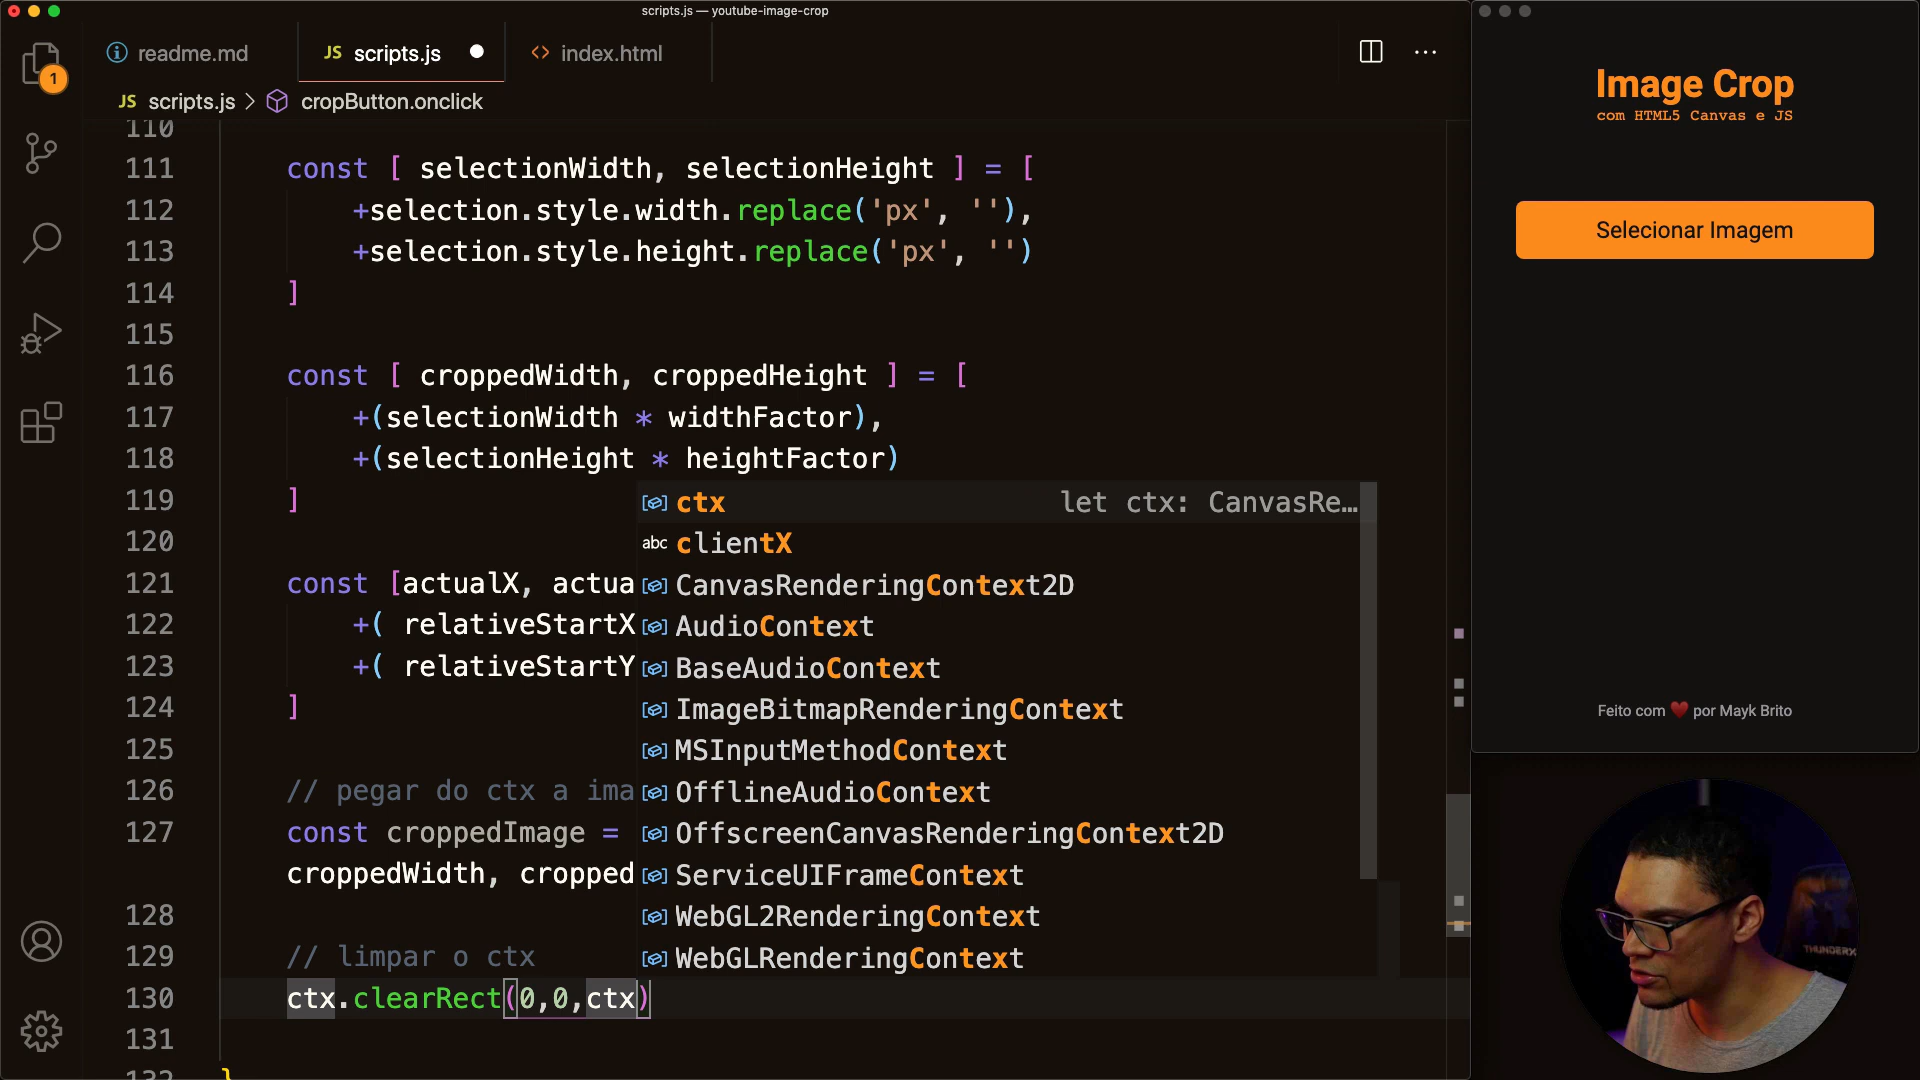 scripts.js — youtube-image-crop
readme.md
JS scripts.js
index.html
1
JS scripts.js > cropButton.onclick
110
111 const [ selectionWidth, selectionHeight ] = [
112 +selection.style.width.replace('px', ''),
113 +selection.style.height.replace('px', '')
114 ]
115
116 const [ croppedWidth, croppedHeight ] = [
117 +(selectionWidth * widthFactor),
118 +(selectionHeight * heightFactor)
119 ]
120
121 const [actualX, actua
122 +( relativeStartX
123 +( relativeStartY
124 ]
125
126 // pegar do ctx a ima
127 const croppedImage =
croppedWidth, cropped
128
129 // limpar o ctx
130 ctx.clearRect(0,0,ctx)
131
132 }
ctx let ctx: CanvasRe…
abc clientX
CanvasRenderingContext2D
AudioContext
BaseAudioContext
ImageBitmapRenderingContext
MSInputMethodContext
OfflineAudioContext
OffscreenCanvasRenderingContext2D
ServiceUIFrameContext
WebGL2RenderingContext
WebGLRenderingContext
Image Crop
com HTML5 Canvas e JS
Selecionar Imagem
Feito com ❤️ por Mayk Brito
THUNDERX